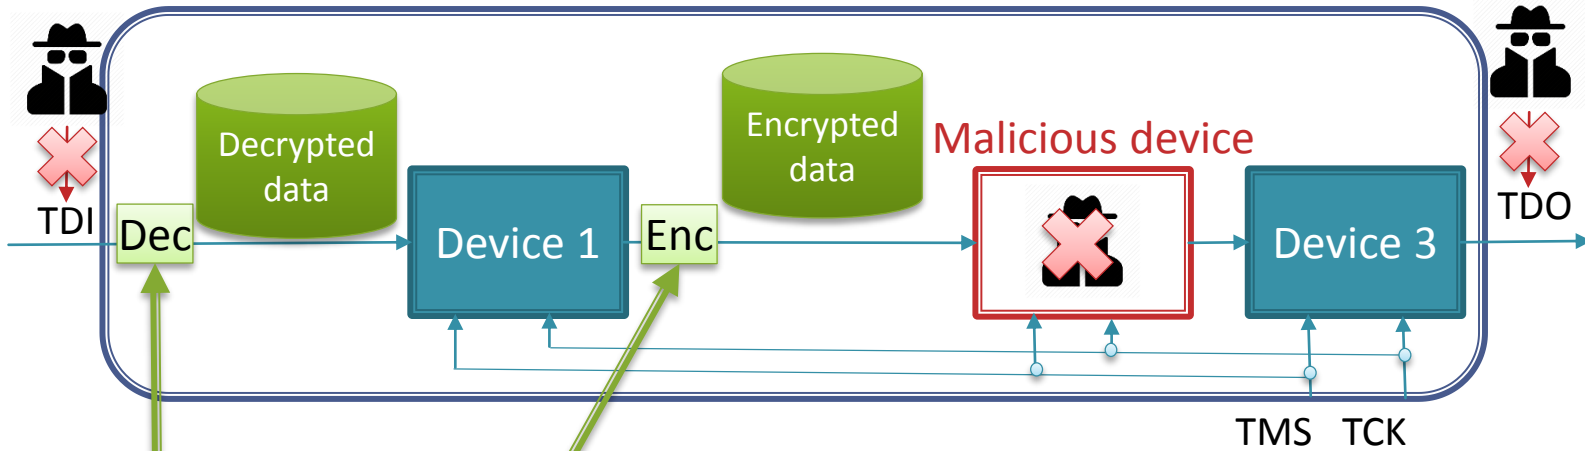 Decrypted
data
Encrypted
data
Malicious device
TDI
Dec
Device 1
Enc
Device 3
TDO
TMS
TCK